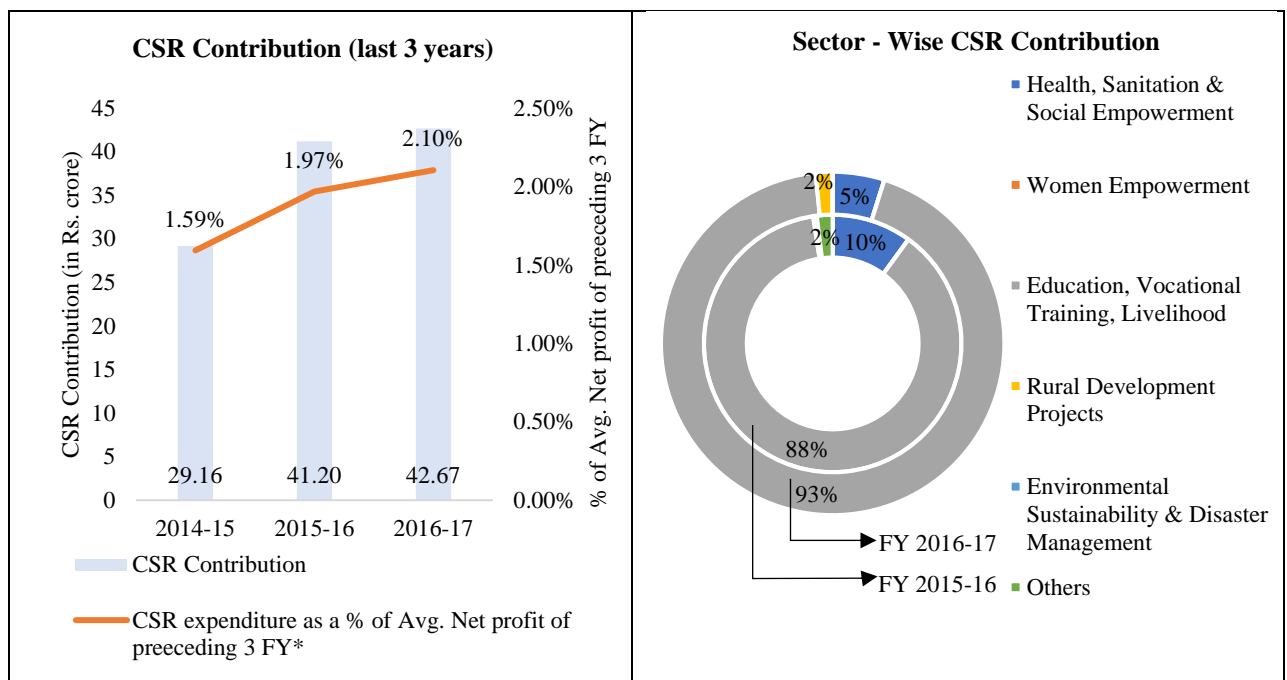 CSR Contribution (last 3 years)
CSR Contribution (in Rs. crore)
45
40
35
30
25
20
15
10
5
0
1.59%
1.97%
2.10%
29.16
41.20
42.67
2014-15
2015-16
2016-17
2.50%
2.00%
1.50%
1.00%
0.50%
0.00%
% of Avg. Net profit of preceding 3 FY
CSR Contribution
CSR expenditure as a % of Avg. Net profit of
preeceding 3 FY*
Sector - Wise CSR Contribution
2%
5%
2%
10%
88%
93%
FY 2016-17
FY 2015-16
Health, Sanitation &
Social Empowerment
Women Empowerment
Education, Vocational
Training, Livelihood
Rural Development
Projects
Environmental
Sustainability & Disaster
Management
Others